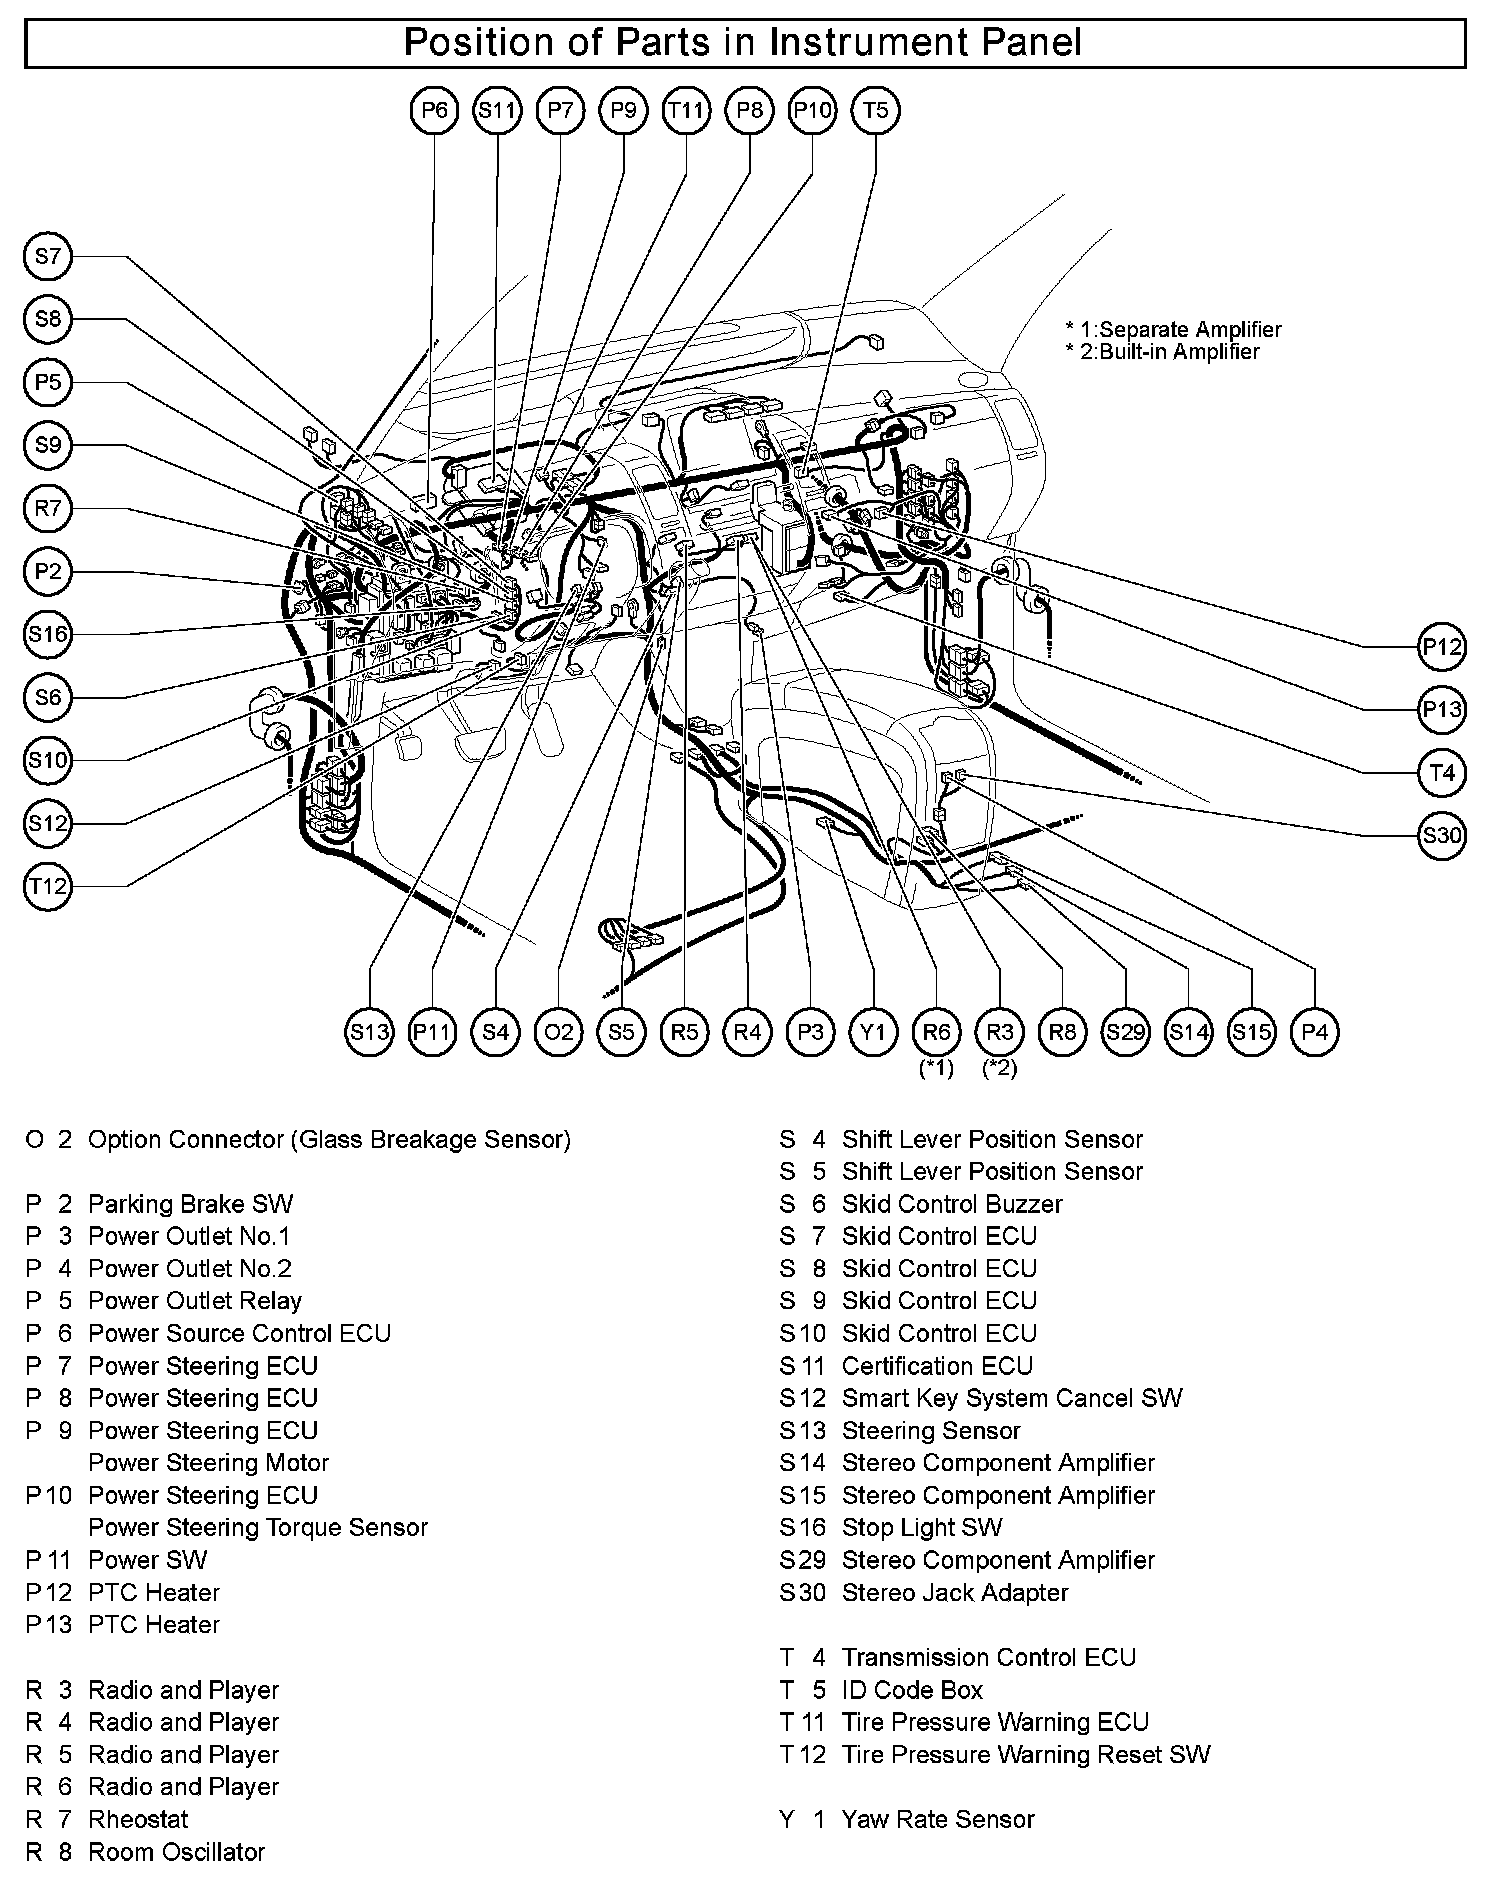 Position of Parts in Instrument Panel
P6 S11 P7 P9 T11 P8 P10 T5
S7
S8
P5
S9
R7
P2
S16
S6
S10
S12
T12
* 1:Separate Amplifier
* 2:Built-in Amplifier
P12
P13
T4
S30
S13 P11 S4 O2 S5 R5 R4 P3 Y1 R6 R3 R8 S29 S14 S15 P4
(*1) (*2)
O 2 Option Connector (Glass Breakage Sensor)
P 2 Parking Brake SW
P 3 Power Outlet No.1
P 4 Power Outlet No.2
P 5 Power Outlet Relay
P 6 Power Source Control ECU
P 7 Power Steering ECU
P 8 Power Steering ECU
P 9 Power Steering ECU
Power Steering Motor
P10 Power Steering ECU
Power Steering Torque Sensor
P11 Power SW
P12 PTC Heater
P13 PTC Heater
R 3 Radio and Player
R 4 Radio and Player
R 5 Radio and Player
R 6 Radio and Player
R 7 Rheostat
R 8 Room Oscillator
S 4 Shift Lever Position Sensor
S 5 Shift Lever Position Sensor
S 6 Skid Control Buzzer
S 7 Skid Control ECU
S 8 Skid Control ECU
S 9 Skid Control ECU
S10 Skid Control ECU
S11 Certification ECU
S12 Smart Key System Cancel SW
S13 Steering Sensor
S14 Stereo Component Amplifier
S15 Stereo Component Amplifier
S16 Stop Light SW
S29 Stereo Component Amplifier
S30 Stereo Jack Adapter
T 4 Transmission Control ECU
T 5 ID Code Box
T11 Tire Pressure Warning ECU
T12 Tire Pressure Warning Reset SW
Y 1 Yaw Rate Sensor